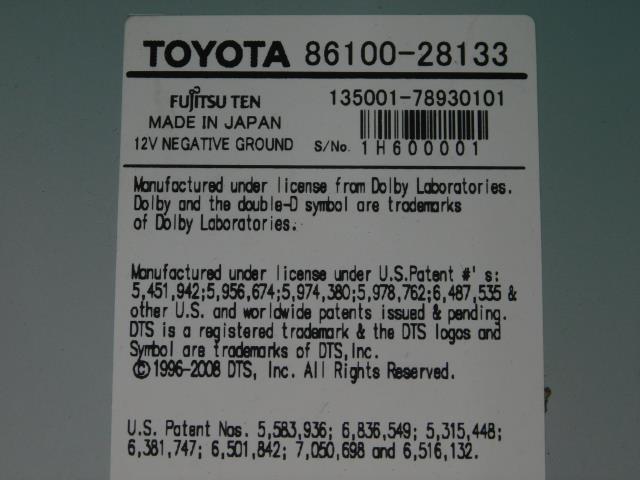 TOYOTA 86100-28133
FUJITSU TEN 135001-78930101
MADE IN JAPAN
12V NEGATIVE GROUND S/No. 1H600001
Manufactured under license from Dolby Laboratories.
Dolby and the double-D symbol are trademarks
of Dolby Laboratories.
Manufactured under license under U.S.Patent #'s:
5,451,942;5,956,674;5,974,380;5,978,762;6,487,535 &
other U.S. and worldwide patents issued & pending.
DTS is a registered trademark & the DTS logos and
Symbol are trademarks of DTS,Inc.
©1996-2008 DTS, Inc. All Rights Reserved.
U.S. Patent Nos. 5,583,936; 6,836,549; 5,315,448;
6,381,747; 6,501,842; 7,050,698 and 6,516,132.